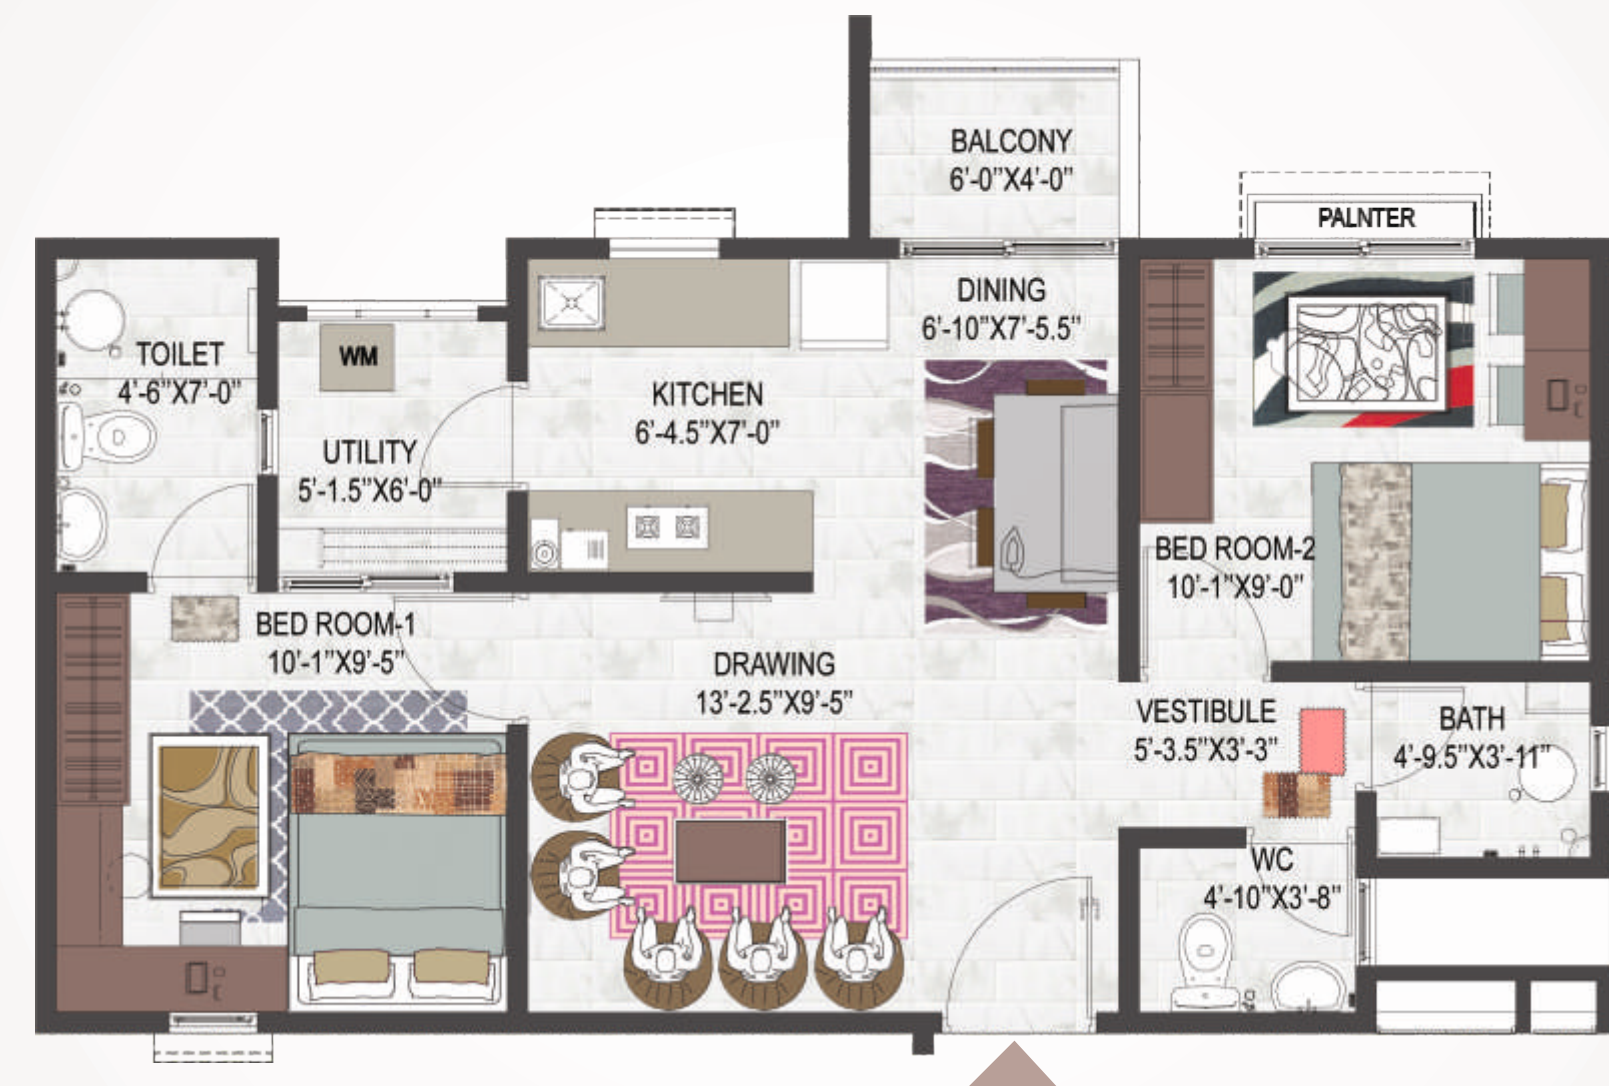 BALCONY
6'-0"X4'-0"
PALNTER
DINING
6'-10"X7'-5.5"
TOILET
4'-6"X7'-0"
WM
KITCHEN
6'-4.5"X7'-0"
UTILITY
5'-1.5"X6'-0"
BED ROOM-2
10'-1"X9'-0"
BED ROOM-1
10'-1"X9'-5"
DRAWING
13'-2.5"X9'-5"
VESTIBULE
5'-3.5"X3'-3"
BATH
4'-9.5"X3'-11"
WC
4'-10"X3'-8"